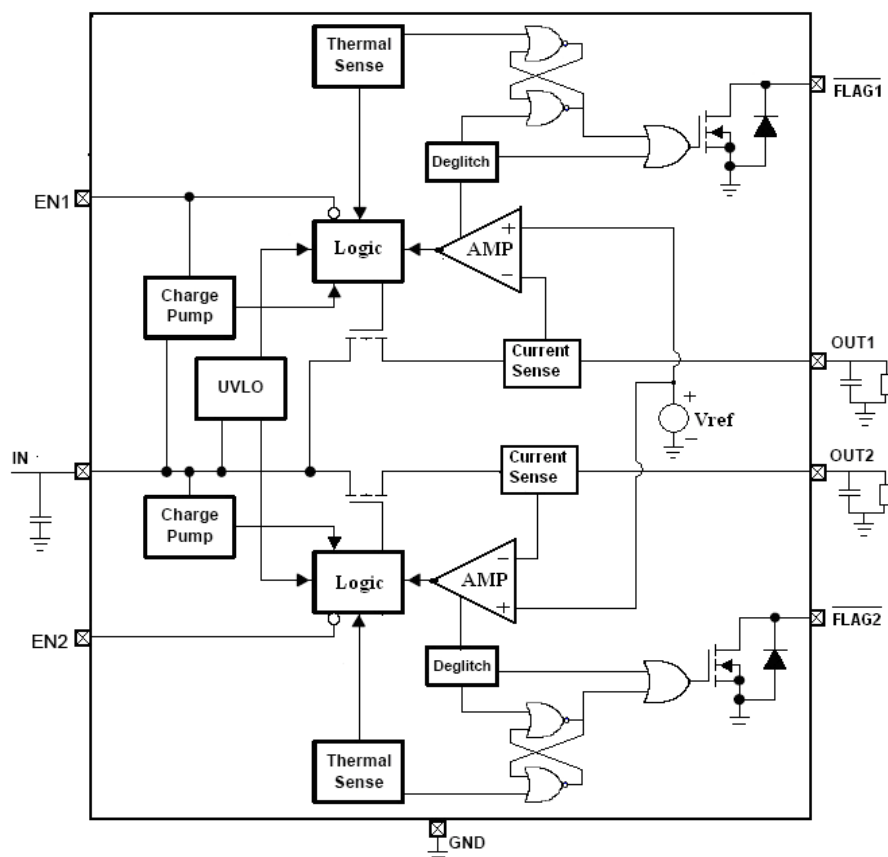 Thermal
Sense
FLAG1
Deglitch
EN1
+
Logic
AMP
−
Charge
Pump
Current
Sense
OUT1
UVLO
+
Vref
−
IN
OUT2
Current
Sense
Charge
Pump
−
Logic
AMP
+
FLAG2
EN2
Deglitch
Thermal
Sense
GND